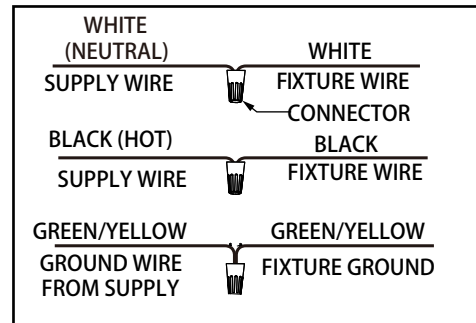 WHITE
(NEUTRAL) WHITE
SUPPLY WIRE FIXTURE WIRE
CONNECTOR
BLACK (HOT) BLACK
SUPPLY WIRE FIXTURE WIRE
GREEN/YELLOW GREEN/YELLOW
GROUND WIRE FIXTURE GROUND
FROM SUPPLY